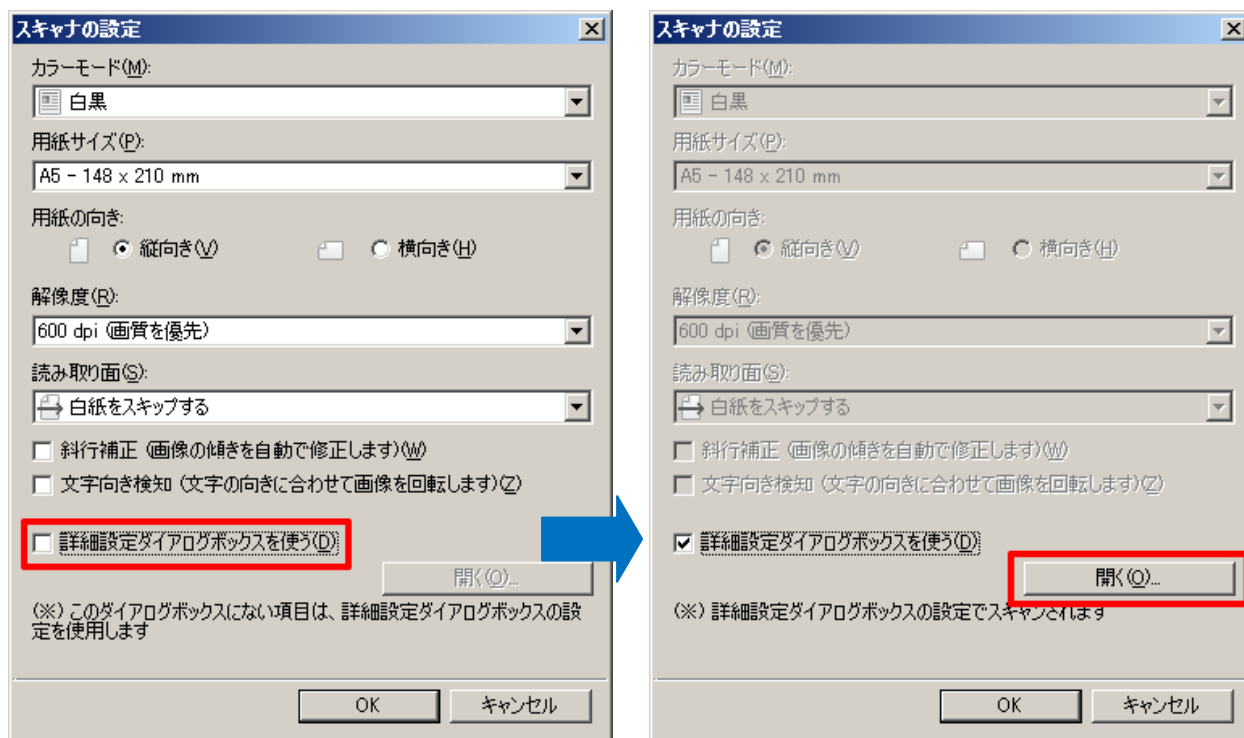 スキャナの設定
カラーモード(M):
白黒
用紙サイズ(P):
A5 - 148 x 210 mm
用紙の向き:
縦向き(V) 横向き(H)
解像度(R):
600 dpi (画質を優先)
読み取り面(S):
白紙をスキップする
斜行補正 (画像の傾きを自動で修正します)(W)
文字向き検知 (文字の向きに合わせて画像を回転します)(Z)
詳細設定ダイアログボックスを使う(D)
開く(O)...
(※) このダイアログボックスにない項目は、詳細設定ダイアログボックスの設
定を使用します
OK キャンセル
スキャナの設定
カラーモード(M):
白黒
用紙サイズ(P):
A5 - 148 x 210 mm
用紙の向き:
縦向き(V) 横向き(H)
解像度(R):
600 dpi (画質を優先)
読み取り面(S):
白紙をスキップする
斜行補正 (画像の傾きを自動で修正します)(W)
文字向き検知 (文字の向きに合わせて画像を回転します)(Z)
詳細設定ダイアログボックスを使う(D)
開く(O)...
(※) 詳細設定ダイアログボックスの設定でスキャンされます
OK キャンセル